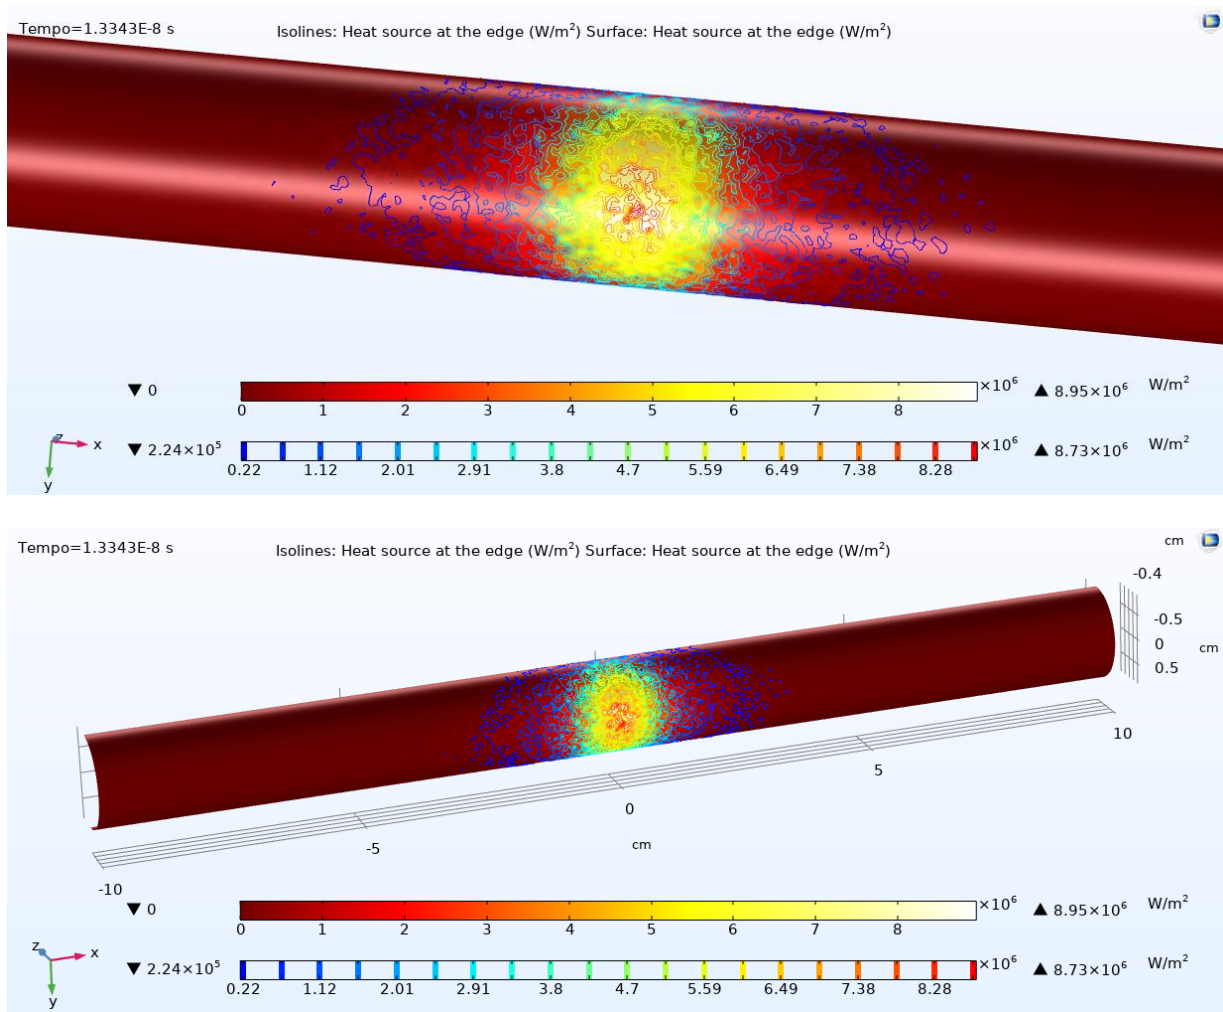 Tempo=1.3343E-8 s
Isolines: Heat source at the edge (W/m²) Surface: Heat source at the edge (W/m²)
▼ 0
0 1 2 3 4 5 6 7 8
×10⁶
▲ 8.95×10⁶
W/m²
z x y
▼ 2.24×10⁵
0.22 1.12 2.01 2.91 3.8 4.7 5.59 6.49 7.38 8.28
×10⁶
▲ 8.73×10⁶
W/m²
Tempo=1.3343E-8 s
Isolines: Heat source at the edge (W/m²) Surface: Heat source at the edge (W/m²)
cm
-0.4
-0.5
0
cm
0.5
10
5
0
cm
-5
-10
▼ 0
0 1 2 3 4 5 6 7 8
×10⁶
▲ 8.95×10⁶
W/m²
z x y
▼ 2.24×10⁵
0.22 1.12 2.01 2.91 3.8 4.7 5.59 6.49 7.38 8.28
×10⁶
▲ 8.73×10⁶
W/m²